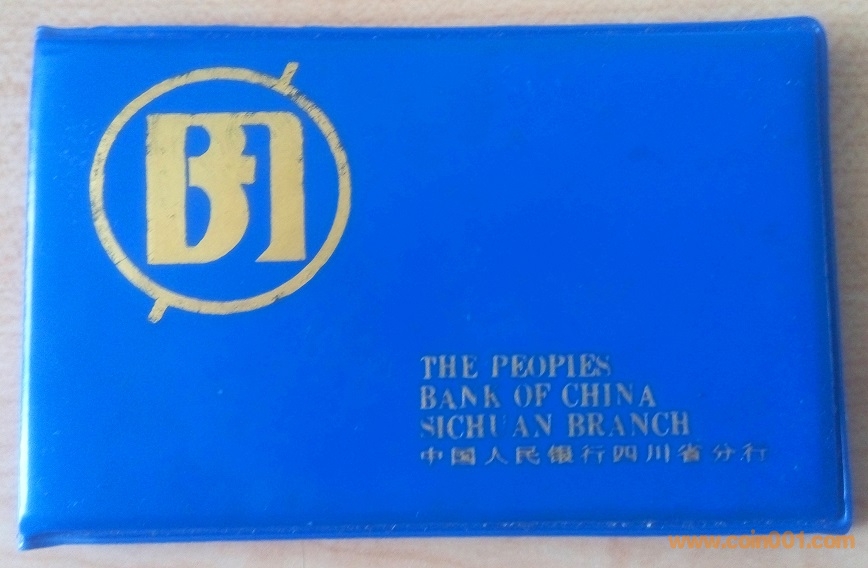 THE PEOPLES
BANK OF CHINA
SICHUAN BRANCH
中国人民银行四川省分行
www.coin001.com